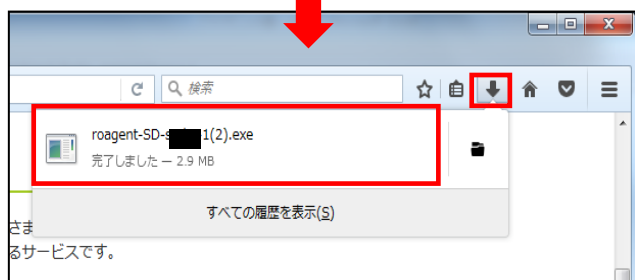 検索
roagent-SD-s 1(2).exe
完了しました — 2.9 MB
すべての履歴を表示(S)
さま
るサービスです。